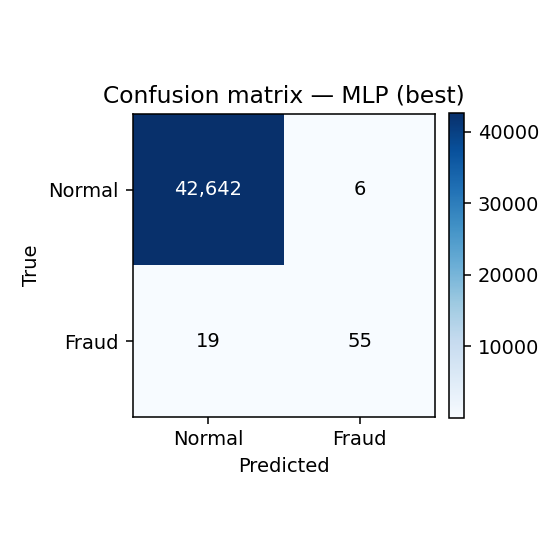 Confusion matrix — MLP (best)
True
Normal
42,642
6
Fraud
19
55
Normal
Fraud
Predicted
40000
30000
20000
10000